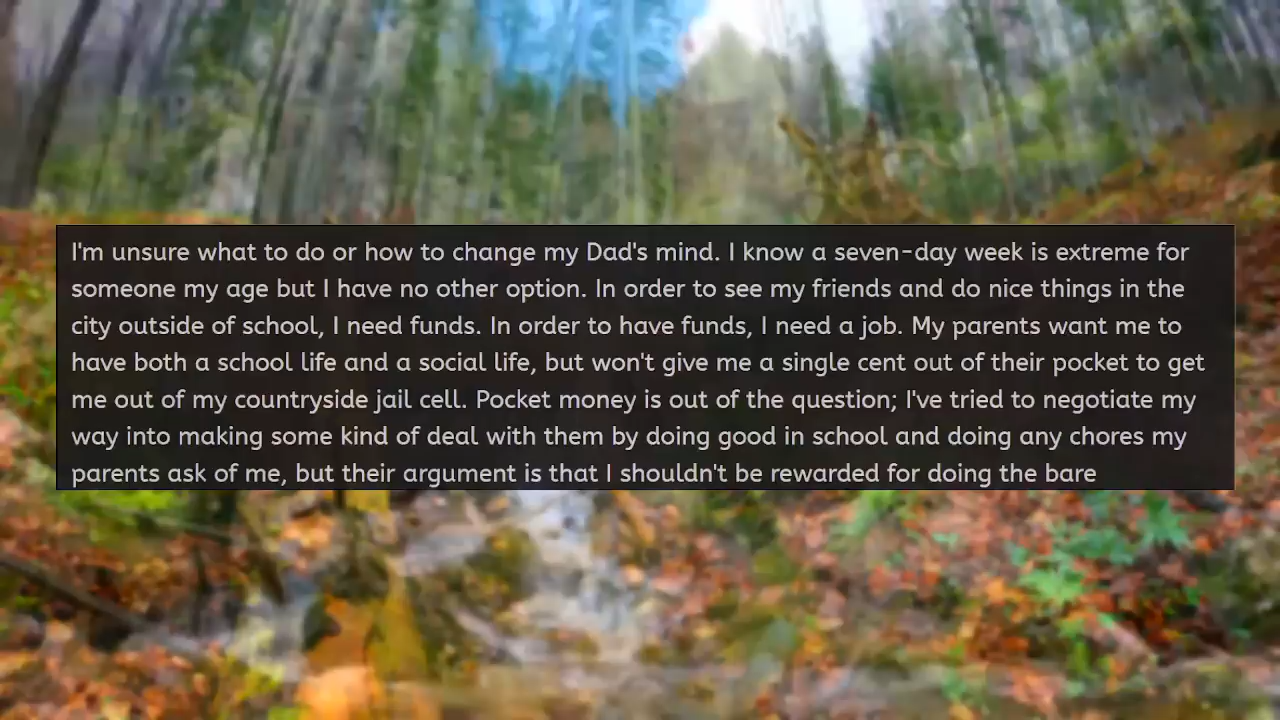 I'm unsure what to do or how to change my Dad's mind. I know a seven-day week is extreme for
someone my age but I have no other option. In order to see my friends and do nice things in the
city outside of school, I need funds. In order to have funds, I need a job. My parents want me to
have both a school life and a social life, but won't give me a single cent out of their pocket to get
me out of my countryside jail cell. Pocket money is out of the question; I've tried to negotiate my
way into making some kind of deal with them by doing good in school and doing any chores my
parents ask of me, but their argument is that I shouldn't be rewarded for doing the bare